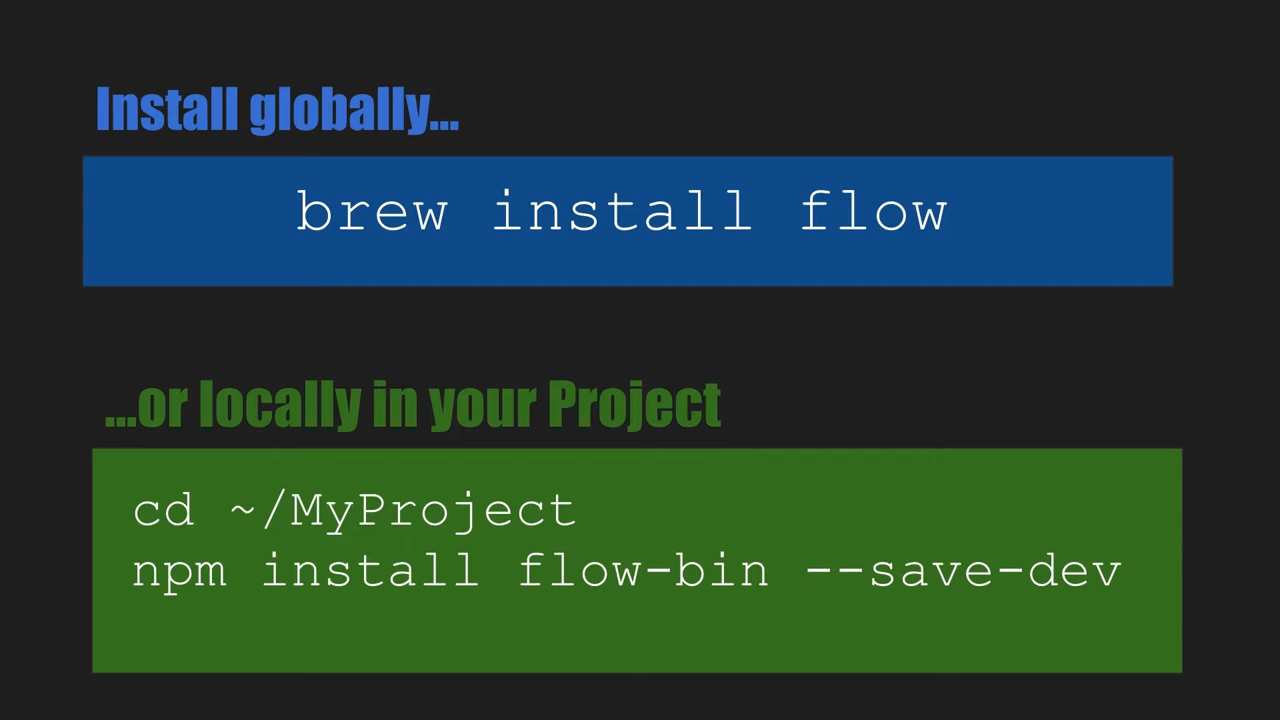 Install globally...
brew install flow
...or locally in your Project
cd ~/MyProject
npm install flow-bin --save-dev